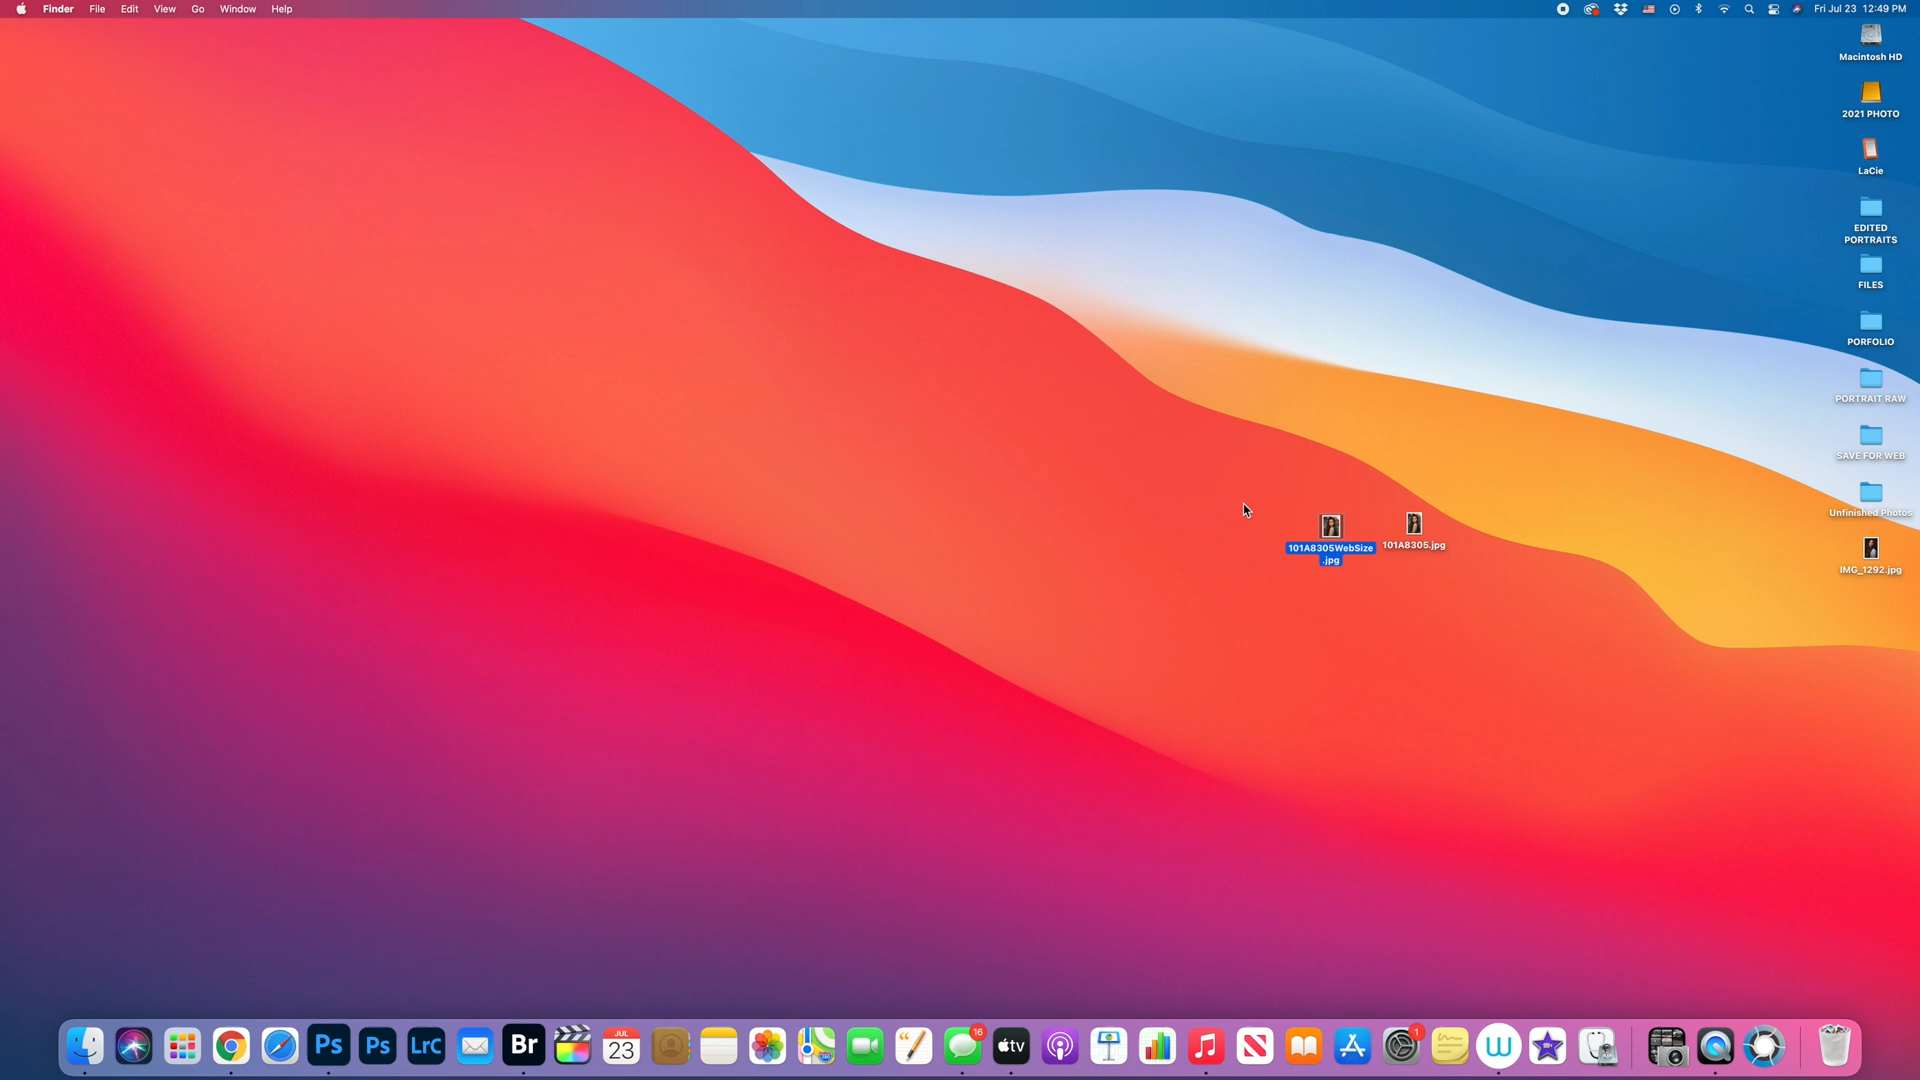 Finder File Edit View Go Window Help
Fri Jul 23 12:49 PM
Macintosh HD
2021 PHOTO
LaCie
EDITED
PORTRAITS
FILES
PORFOLIO
PORTRAIT RAW
SAVE FOR WEB
Unfinished Photos
101A8305WebSize
.jpg
101A8305.jpg
IMG_1292.jpg
Ps
Ps
LrC
Br
JUL
23
16
tv
1